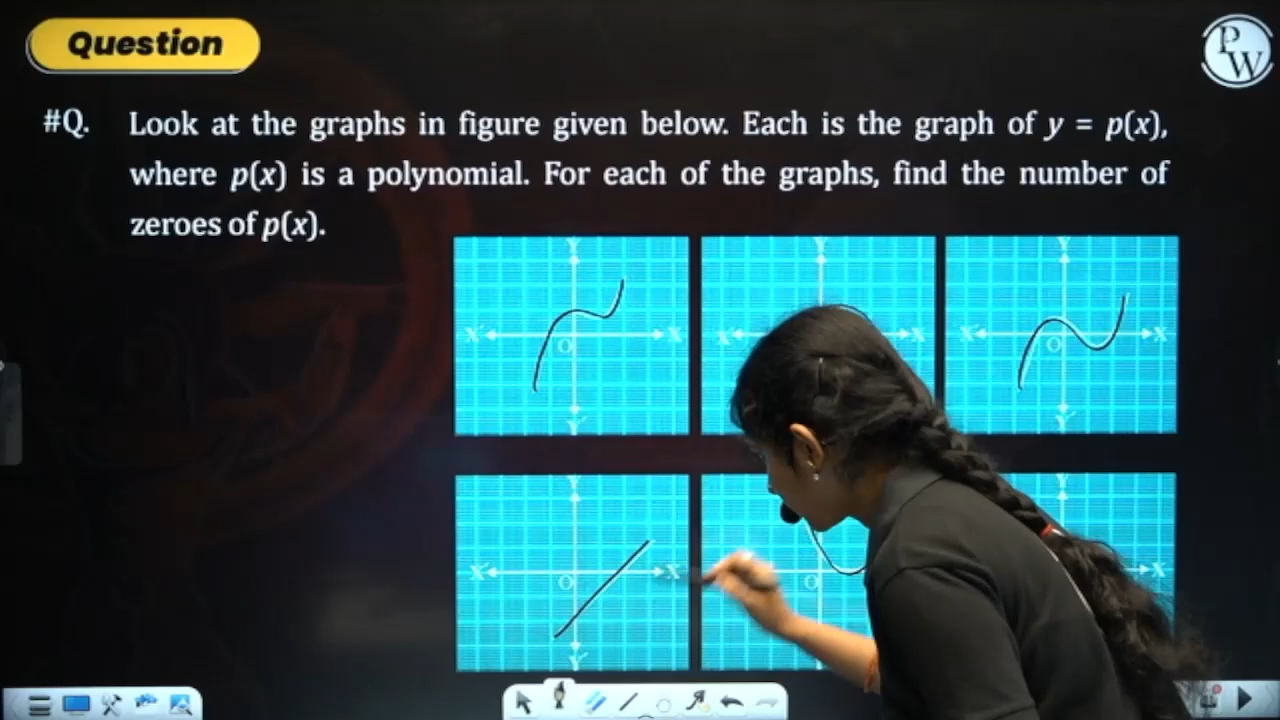 Question
PW
#Q. Look at the graphs in figure given below. Each is the graph of y = p(x),
where p(x) is a polynomial. For each of the graphs, find the number of
zeroes of p(x).
Y Y Y
X' X X' X X' X
O O
Y' Y'
Y Y
X' X X
O O
Y'